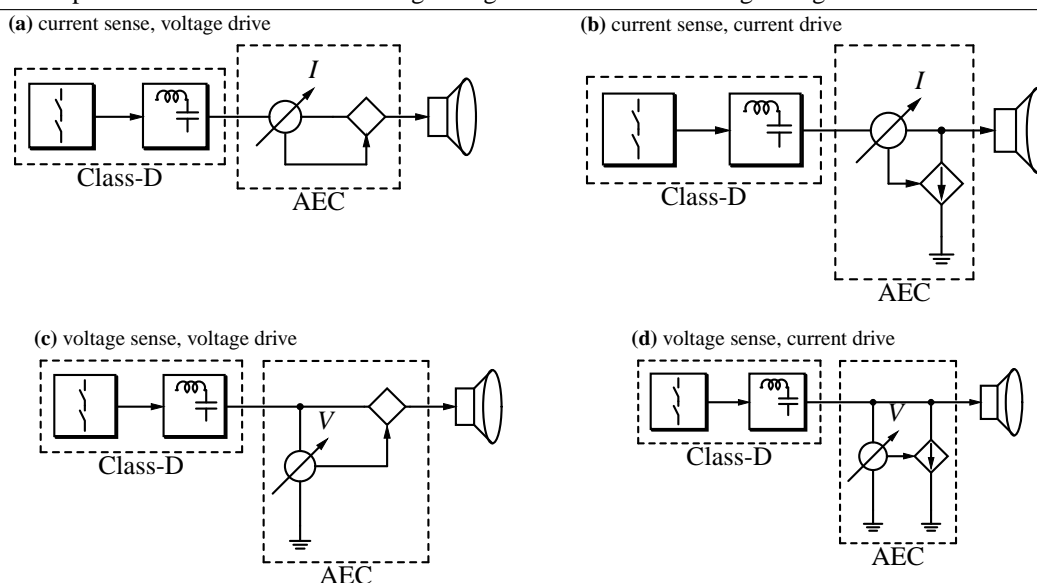 (a) current sense, voltage drive
I
Class-D
AEC
(b) current sense, current drive
I
Class-D
AEC
(c) voltage sense, voltage drive
V
Class-D
AEC
(d) voltage sense, current drive
V
Class-D
AEC